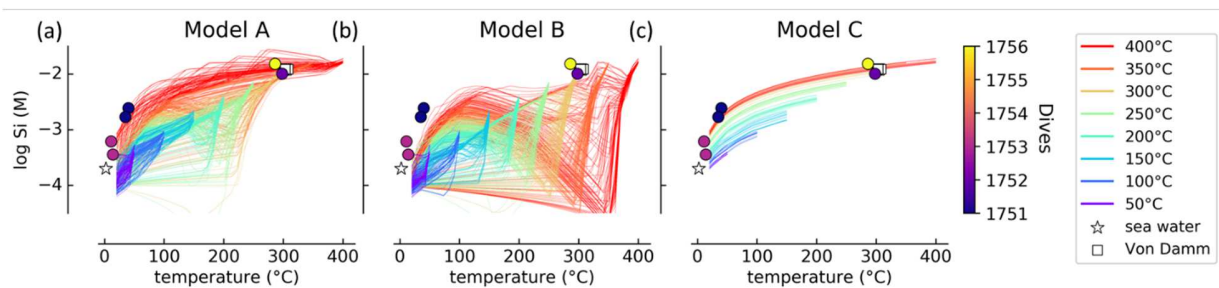 (a) Model A
(b) Model B
(c) Model C
log Si (M)
−2
−3
−4
0 100 200 300 400
temperature (°C)
0 100 200 300 400
temperature (°C)
0 100 200 300 400
temperature (°C)
1756
1755
1754
1753
1752
1751
Dives
400°C
350°C
300°C
250°C
200°C
150°C
100°C
50°C
sea water
Von Damm